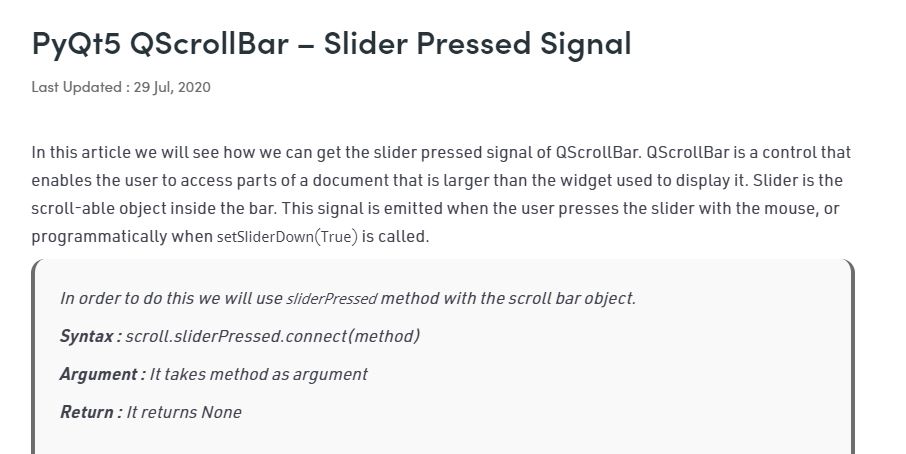 PyQt5 QScrollBar – Slider Pressed Signal
Last Updated : 29 Jul, 2020
In this article we will see how we can get the slider pressed signal of QScrollBar. QScrollBar is a control that
enables the user to access parts of a document that is larger than the widget used to display it. Slider is the
scroll-able object inside the bar. This signal is emitted when the user presses the slider with the mouse, or
programmatically when setSliderDown(True) is called.
In order to do this we will use sliderPressed method with the scroll bar object.
Syntax : scroll.sliderPressed.connect(method)
Argument : It takes method as argument
Return : It returns None